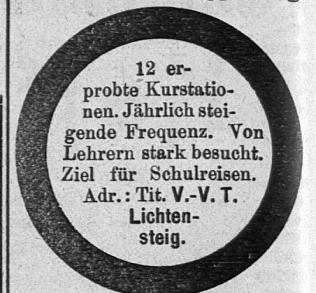 12 er-
probte Kurstatio-
nen. Jährlich stei-
gende Frequenz. Von
Lehrern stark besucht.
Ziel für Schulreisen.
Adr.: Tit. V.-V. T.
Lichten-
steig.